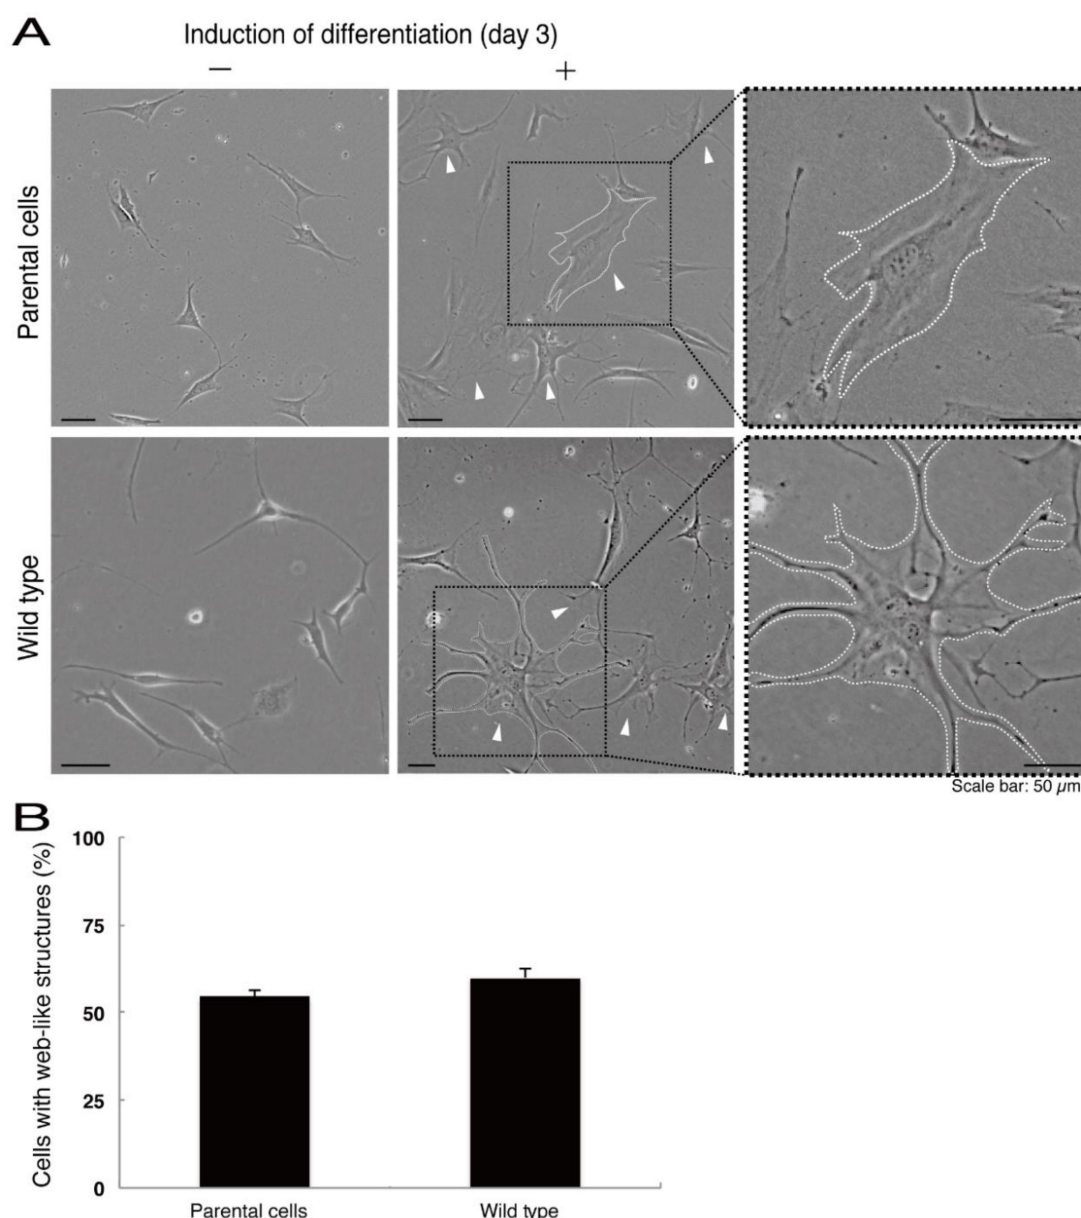 A
Induction of differentiation (day 3)
— +
Parental cells
Wild type
Scale bar: 50 µm
B
Cells with web-like structures (%)
100
75
50
25
0
Parental cells Wild type